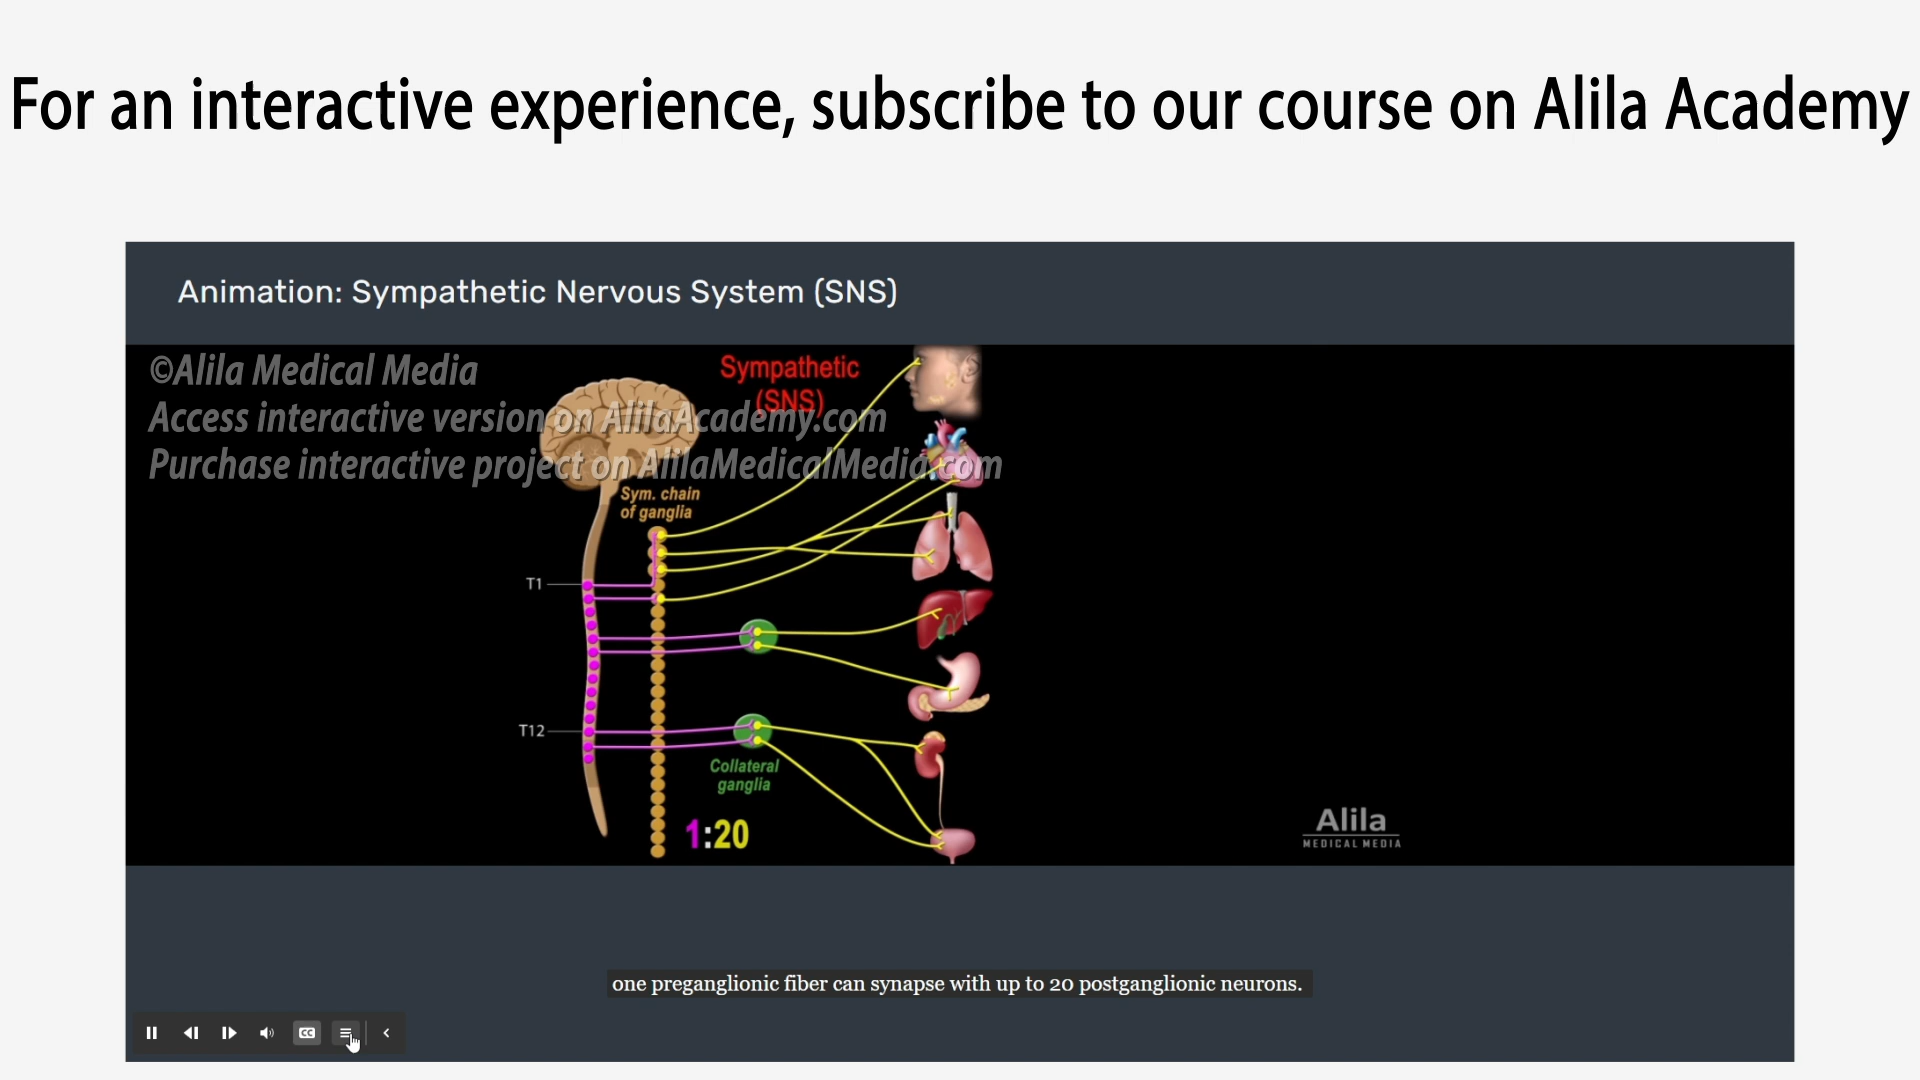 For an interactive experience, subscribe to our course on Alila Academy
Animation: Sympathetic Nervous System (SNS)
©Alila Medical Media
Access interactive version on AlilaAcademy.com
Purchase interactive project on AlilaMedicalMedia.com
Sympathetic
(SNS)
Sym. chain
of ganglia
T1
T12
Collateral
ganglia
1:20
Alila
MEDICAL MEDIA
one preganglionic fiber can synapse with up to 20 postganglionic neurons.
CC